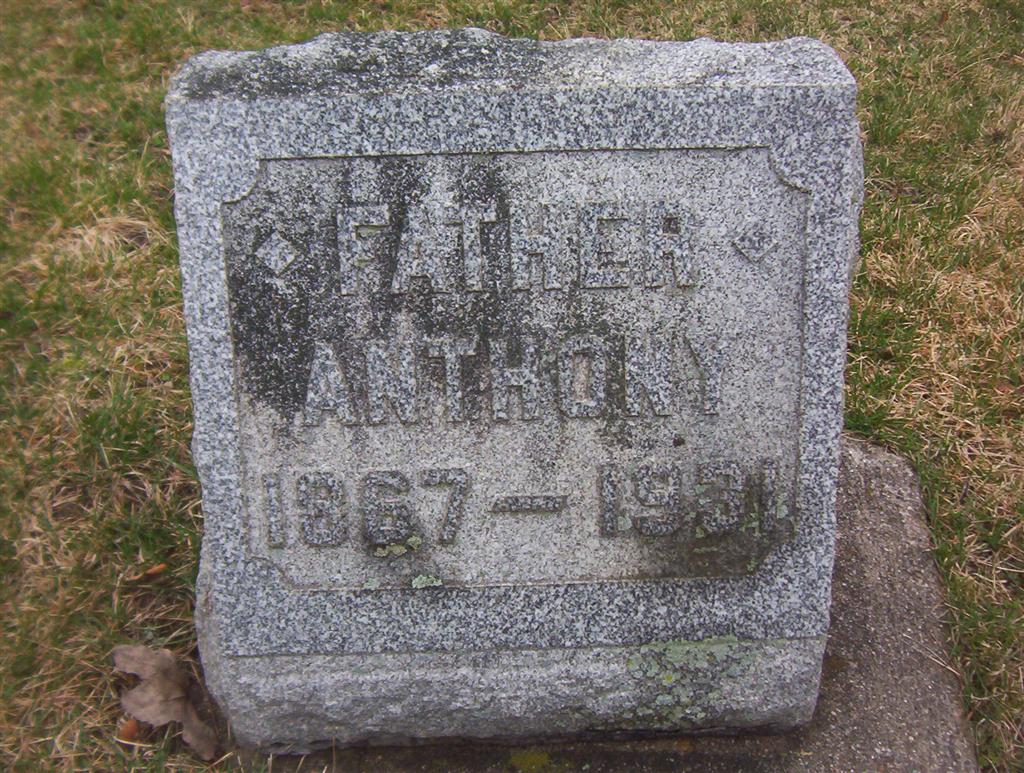 FATHER
ANTHONY
1867 — 1931